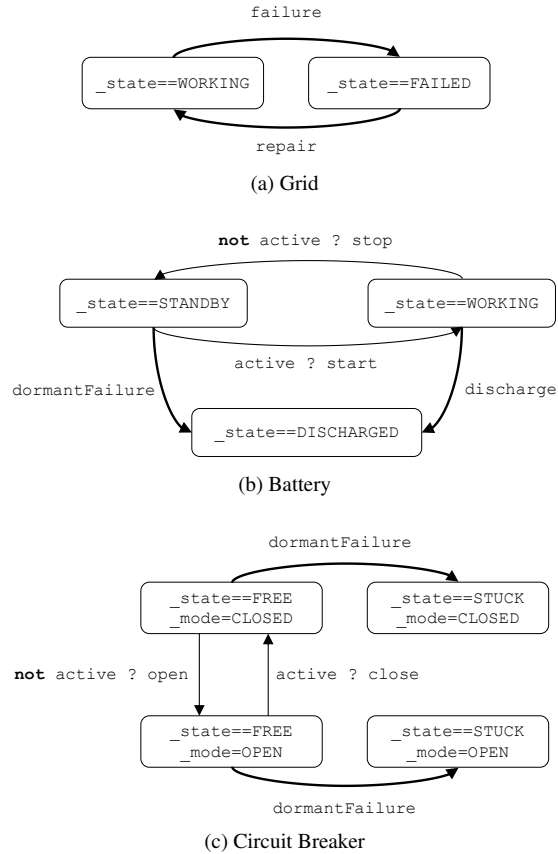 failure
_state==WORKING _state==FAILED
repair
(a) Grid
not active ? stop
_state==STANDBY _state==WORKING
active ? start
dormantFailure discharge
_state==DISCHARGED
(b) Battery
dormantFailure
_state==FREE _state==STUCK
_mode=CLOSED _mode=CLOSED
not active ? open active ? close
_state==FREE _state==STUCK
_mode=OPEN _mode=OPEN
dormantFailure
(c) Circuit Breaker